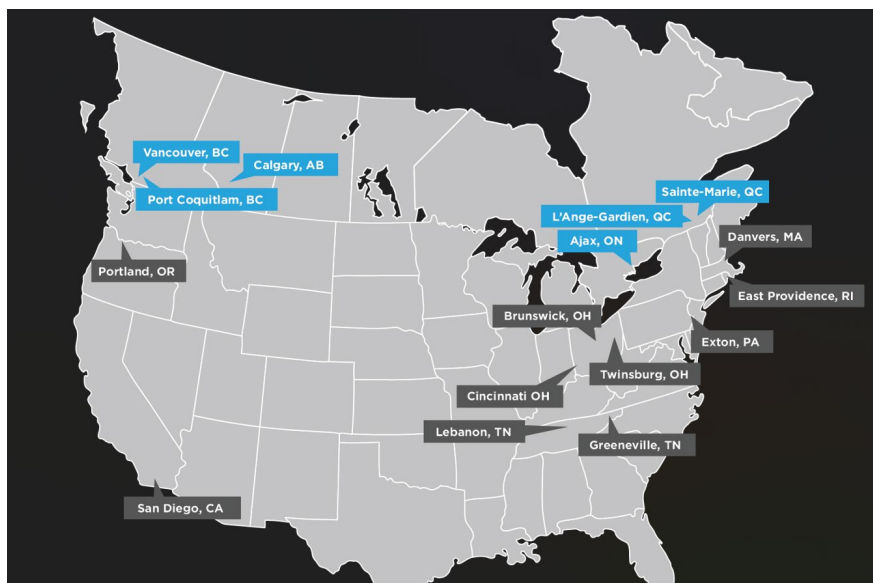 Vancouver, BC
Calgary, AB
Port Coquitlam, BC
Sainte-Marie, QC
L'Ange-Gardien, QC
Ajax, ON
Danvers, MA
Portland, OR
East Providence, RI
Brunswick, OH
Exton, PA
Twinsburg, OH
Cincinnati OH
Lebanon, TN
Greeneville, TN
San Diego, CA